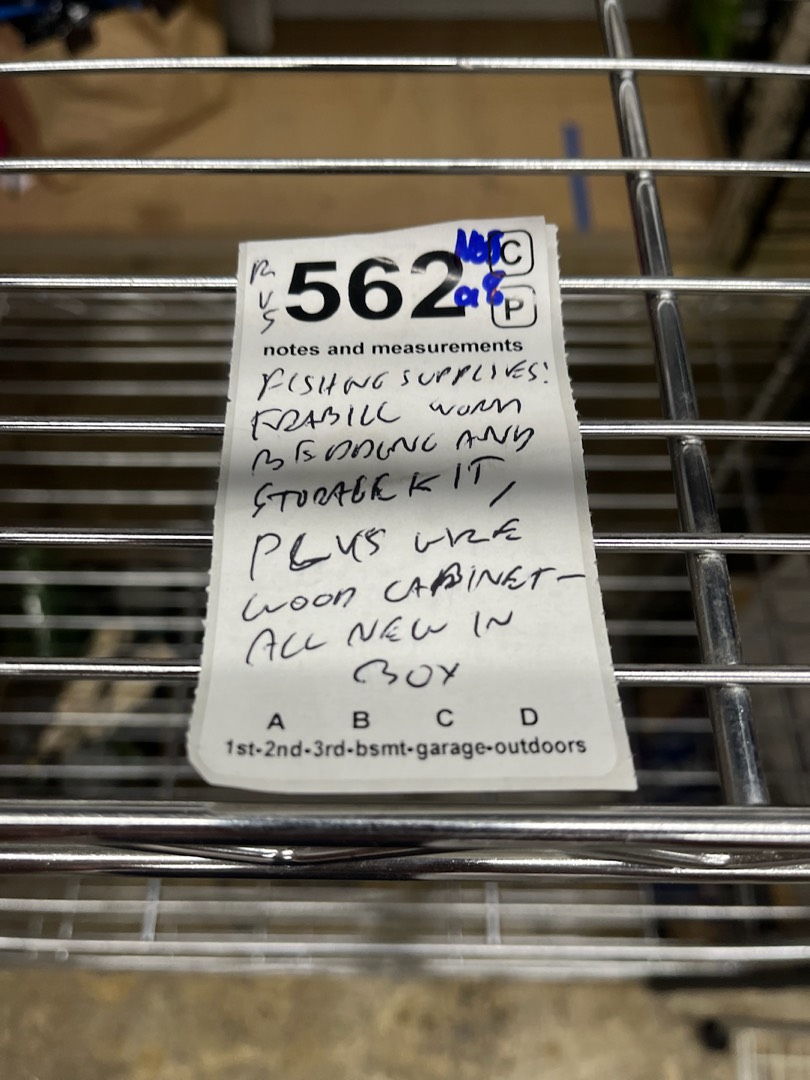 RVS
562
C
P
notes and measurements
FISHING SUPPLIES:
FRABILL WORM
BEDDING AND
STORAGE KIT,
PLUS
WOOD CABINET-
ALL NEW IN
BOX
A B C D
1st-2nd-3rd-bsmt-garage-outdoors